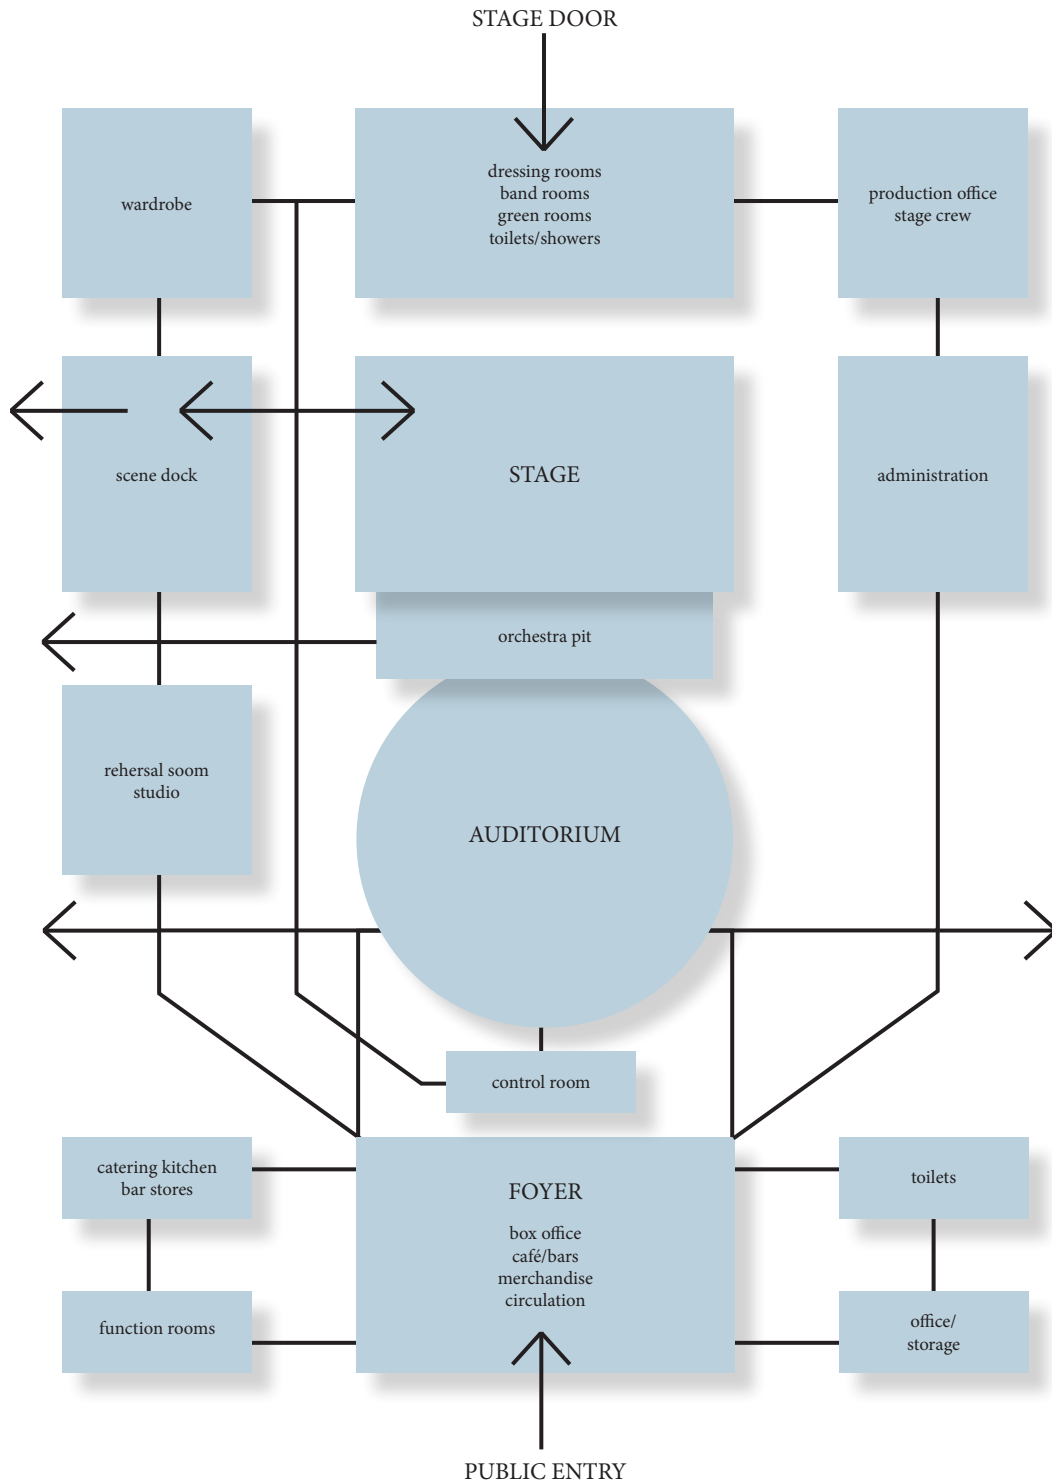 STAGE DOOR
wardrobe
dressing rooms
band rooms
green rooms
toilets/showers
production office
stage crew
scene dock
STAGE
administration
orchestra pit
rehersal soom
studio
AUDITORIUM
control room
catering kitchen
bar stores
FOYER
box office
café/bars
merchandise
circulation
toilets
function rooms
office/
storage
PUBLIC ENTRY